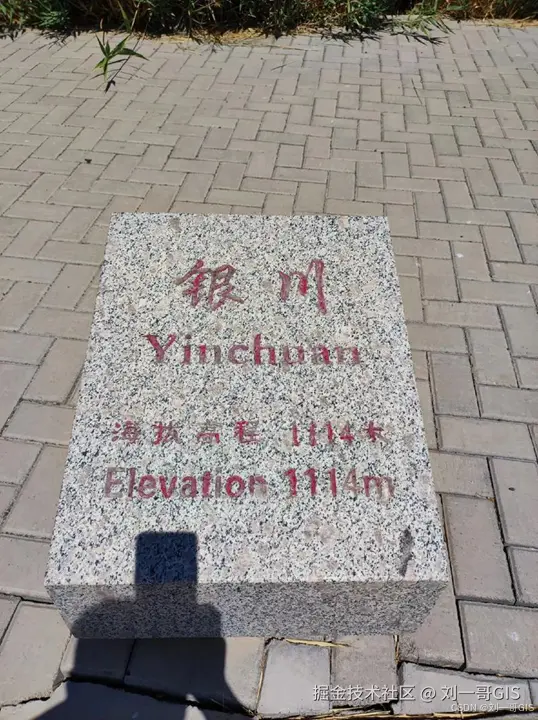 银川
Yinchuan
海拔高程 1114米
Elevation 1114m
掘金技术社区 @ 刘一哥GIS
CSDN @刘一哥GIS